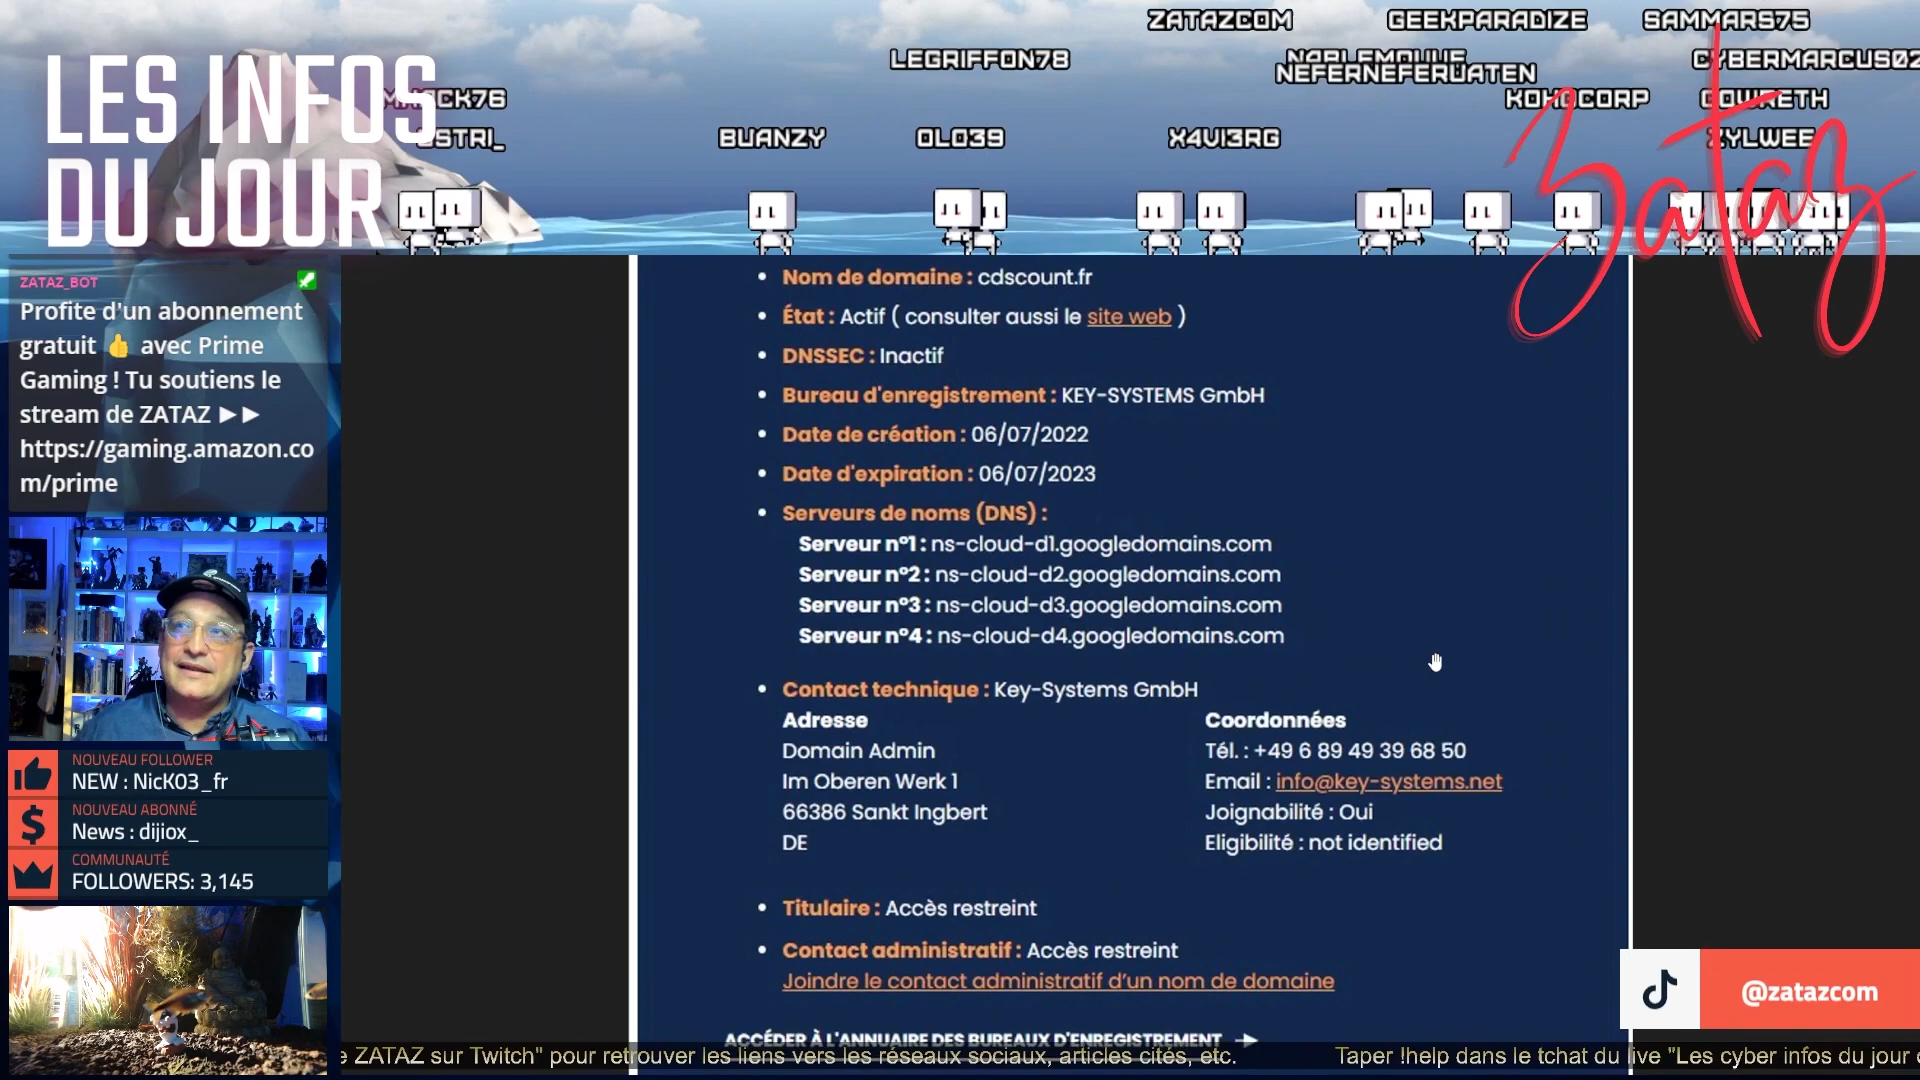 LES INFOS
DU JOUR
ZATAZCOM
GEEKPARADIZE
SAMMARS75
LEGRIFFON78
NEFERNEFERUATEN
CYBERMARCUS02
KOHOCORP
COWRETH
BUANZY
OLO39
X4VI3RG
ZYLWEE
Zataz
ZATAZ_BOT
Profite d'un abonnement
gratuit 👍 avec Prime
Gaming ! Tu soutiens le
stream de ZATAZ ►►
https://gaming.amazon.co
m/prime
NOUVEAU FOLLOWER
NEW : NicK03_fr
NOUVEAU ABONNÉ
News : dijiox_
COMMUNAUTÉ
FOLLOWERS: 3,145
• Nom de domaine : cdscount.fr
• État : Actif ( consulter aussi le site web )
• DNSSEC : Inactif
• Bureau d'enregistrement : KEY-SYSTEMS GmbH
• Date de création : 06/07/2022
• Date d'expiration : 06/07/2023
• Serveurs de noms (DNS) :
Serveur n°1 : ns-cloud-d1.googledomains.com
Serveur n°2 : ns-cloud-d2.googledomains.com
Serveur n°3 : ns-cloud-d3.googledomains.com
Serveur n°4 : ns-cloud-d4.googledomains.com
• Contact technique : Key-Systems GmbH
Adresse
Domain Admin
Im Oberen Werk 1
66386 Sankt Ingbert
DE
Coordonnées
Tél. : +49 6 89 49 39 68 50
Email : info@key-systems.net
Joignabilité : Oui
Eligibilité : not identified
• Titulaire : Accès restreint
• Contact administratif : Accès restreint
Joindre le contact administratif d'un nom de domaine
ACCÉDER À L'ANNUAIRE DES BUREAUX D'ENREGISTREMENT →
@zatazcom
e ZATAZ sur Twitch" pour retrouver les liens vers les réseaux sociaux, articles cités, etc. Taper !help dans le tchat du live "Les cyber infos du jour